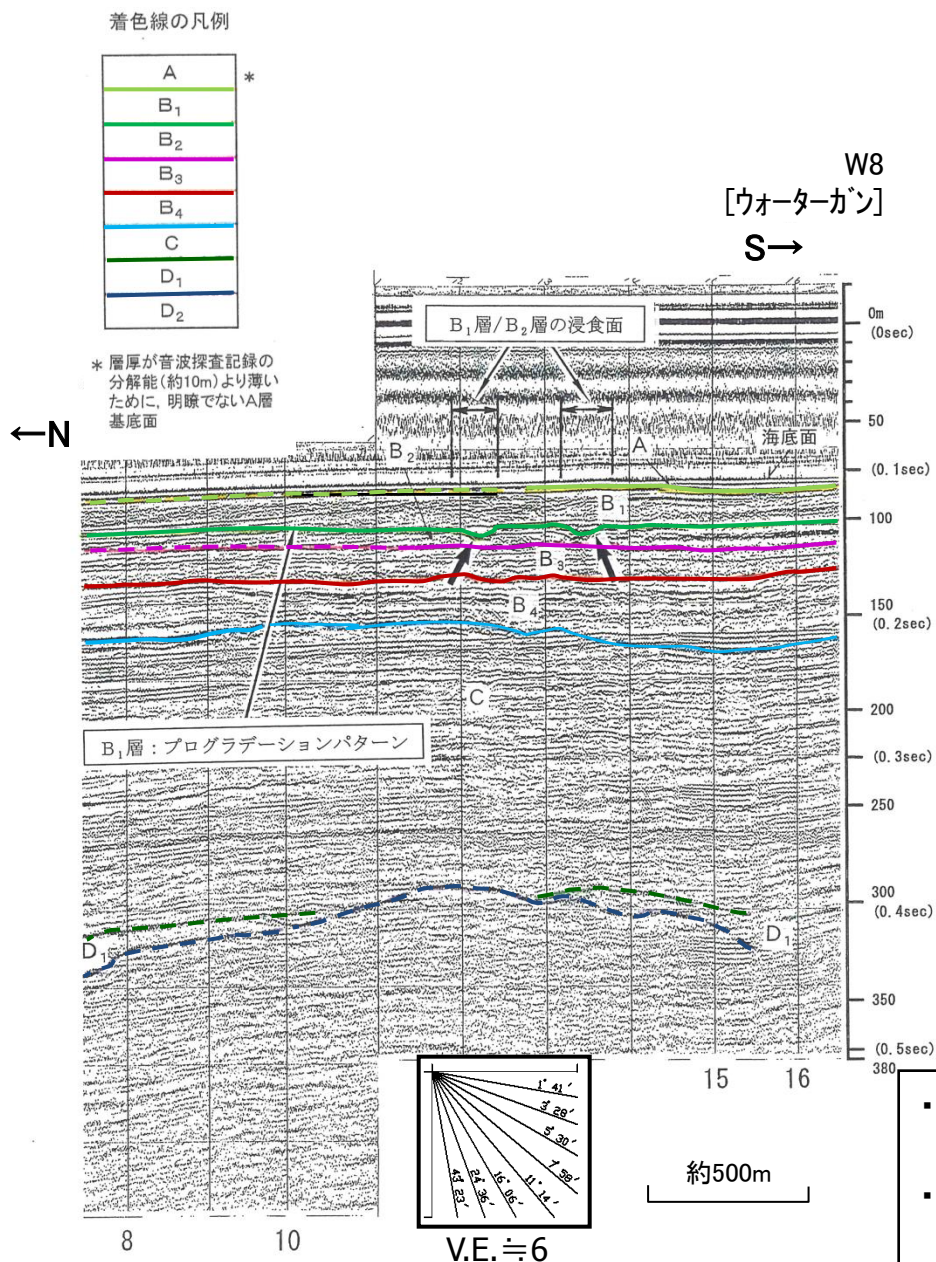 着色線の凡例
A
*
B₁
B₂
B₃
B₄
C
D₁
D₂
* 層厚が音波探査記録の
分解能(約10m)より薄い
ために，明瞭でないA層
基底面
W8
[ウォーターガン]
S→
←N
B₁層/B₂層の浸食面
0m
(0sec)
50
海底面
(0.1sec)
B₂
A
B₁
100
B₃
B₄
150
(0.2sec)
C
200
B₁層：プログラデーションパターン
(0.3sec)
250
300
(0.4sec)
D₁
D₁
350
(0.5sec)
380
8
10
15
16
1° 41′
3° 28′
5° 30′
7° 58′
11° 14′
16° 06′
24° 36′
43° 23′
V.E.≒6
約500m
▪
▪